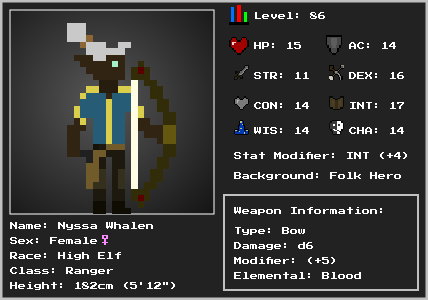 Level: 86
HP: 15
AC: 14
STR: 11
DEX: 16
CON: 14
INT: 17
WIS: 14
CHA: 14
Stat Modifier: INT (+4)
Background: Folk Hero
Name: Nyssa Whalen
Sex: Female♀
Race: High Elf
Class: Ranger
Height: 182cm (5'12")
Weapon Information:
Type: Bow
Damage: d6
Modifier: (+5)
Elemental: Blood